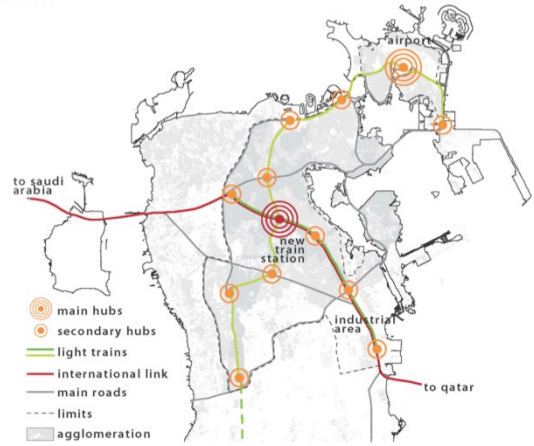 airport
to saudi
arabia
new
train
station
industrial
area
to qatar
main hubs
secondary hubs
light trains
international link
main roads
limits
agglomeration